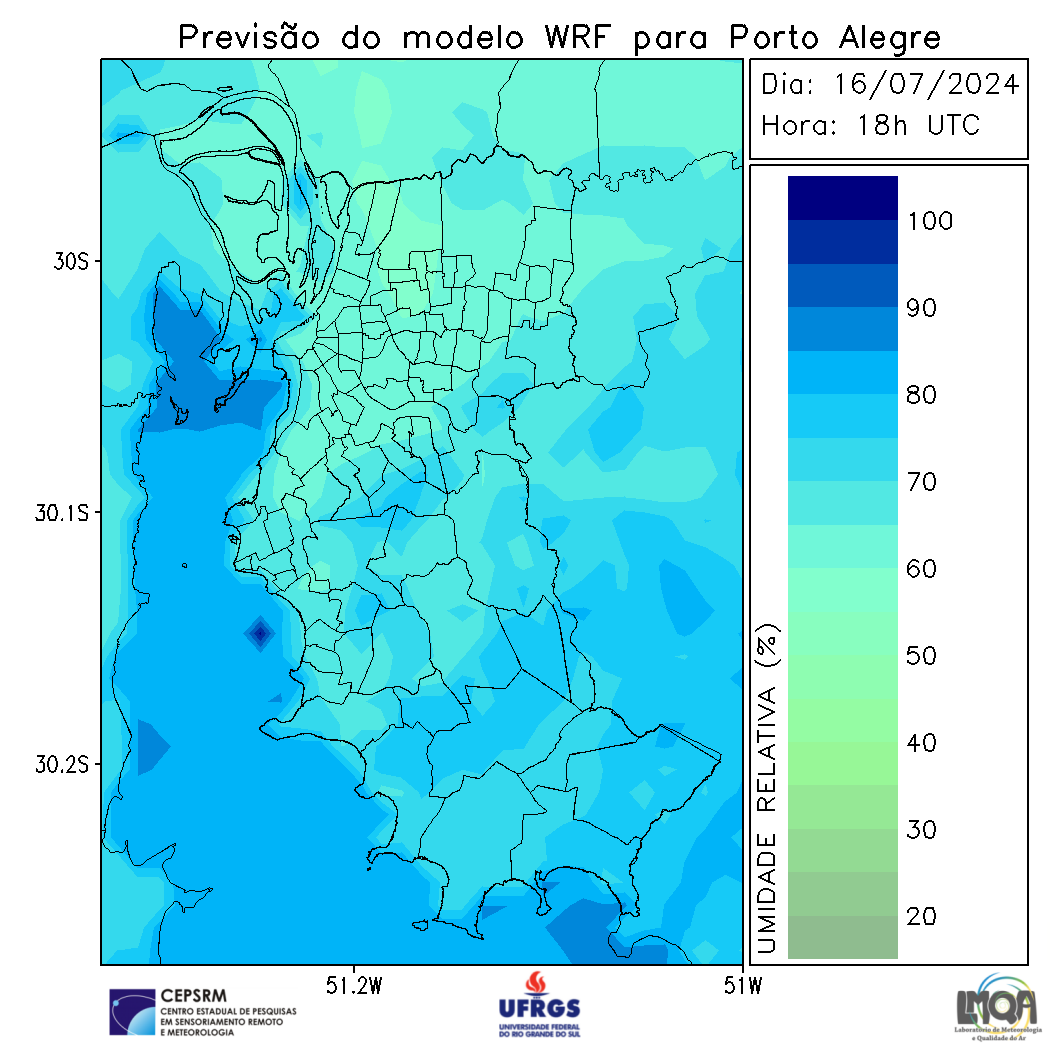 Previsão do modelo WRF para Porto Alegre
Dia: 16/07/2024
Hora: 18h UTC
30S
30.1S
30.2S
51.2W
51W
100
90
80
70
60
50
40
30
20
UMIDADE RELATIVA (%)
CEPSRM
CENTRO ESTADUAL DE PESQUISAS
EM SENSORIAMENTO REMOTO
E METEOROLOGIA
UFRGS
UNIVERSIDADE FEDERAL
DO RIO GRANDE DO SUL
LMQA
Laboratório de Meteorologia
e Qualidade do Ar